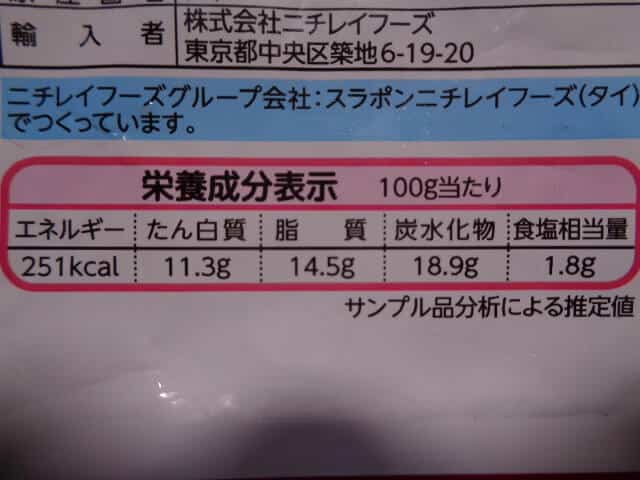 輸入者
株式会社ニチレイフーズ
東京都中央区築地6-19-20
ニチレイフーズグループ会社:スラポンニチレイフーズ(タイ)
でつくっています。
栄養成分表示 100g当たり
エネルギー たん白質 脂質 炭水化物 食塩相当量
251kcal 11.3g 14.5g 18.9g 1.8g
サンプル品分析による推定値